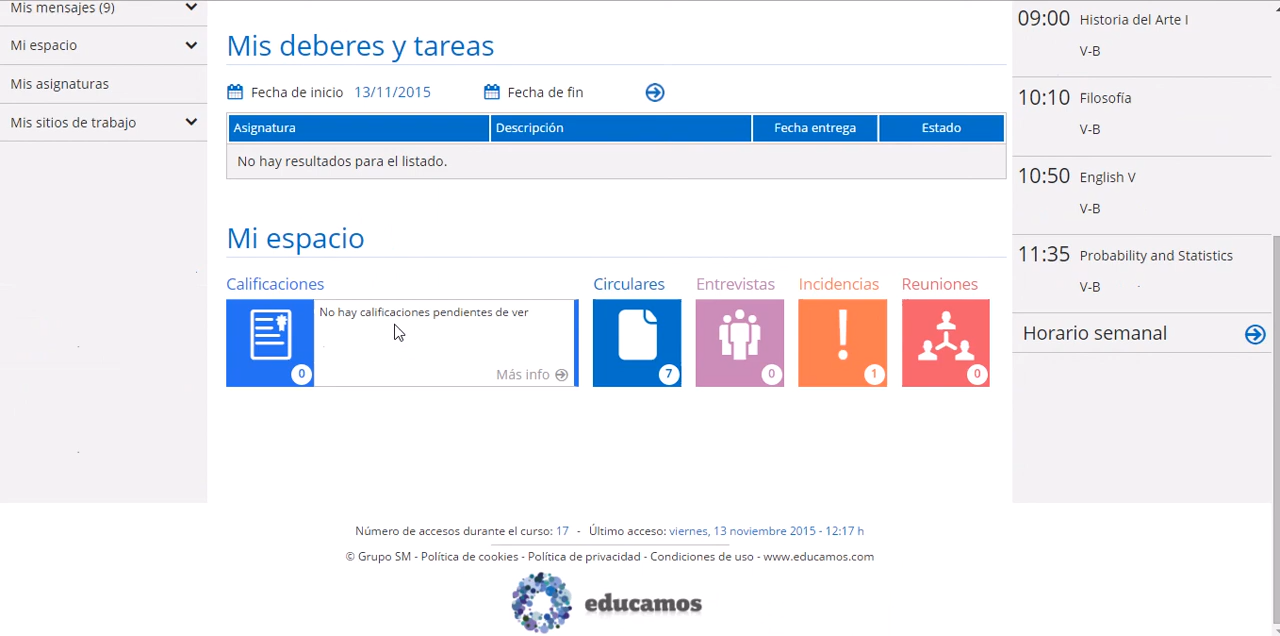 Mis mensajes (9)
Mi espacio
Mis asignaturas
Mis sitios de trabajo
Mis deberes y tareas
Fecha de inicio 13/11/2015 Fecha de fin
Asignatura Descripción Fecha entrega Estado
No hay resultados para el listado.
Mi espacio
Calificaciones Circulares Entrevistas Incidencias Reuniones
No hay calificaciones pendientes de ver
Más info
0 7 0 1 0
09:00 Historia del Arte I
V-B
10:10 Filosofía
V-B
10:50 English V
V-B
11:35 Probability and Statistics
V-B
Horario semanal
Número de accesos durante el curso: 17 - Último acceso: viernes, 13 noviembre 2015 - 12:17 h
© Grupo SM - Política de cookies - Política de privacidad - Condiciones de uso - www.educamos.com
educamos